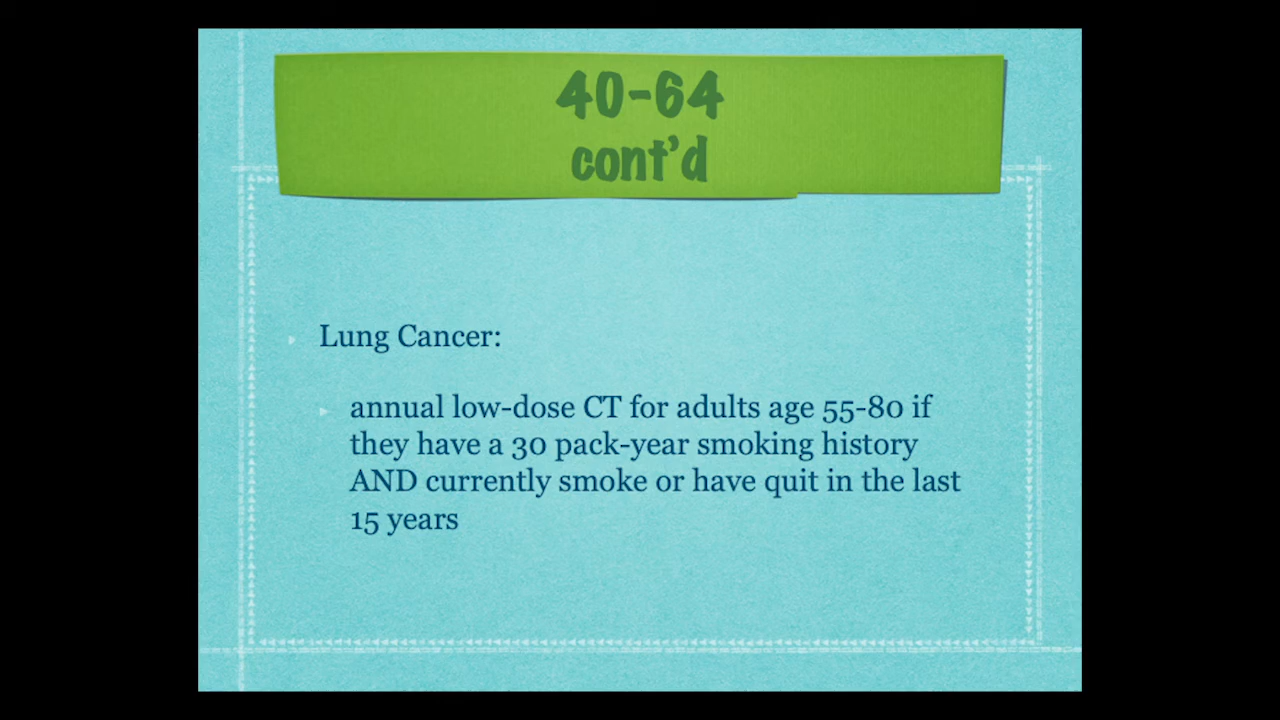 40-64
cont'd
Lung Cancer:
annual low-dose CT for adults age 55-80 if
they have a 30 pack-year smoking history
AND currently smoke or have quit in the last
15 years